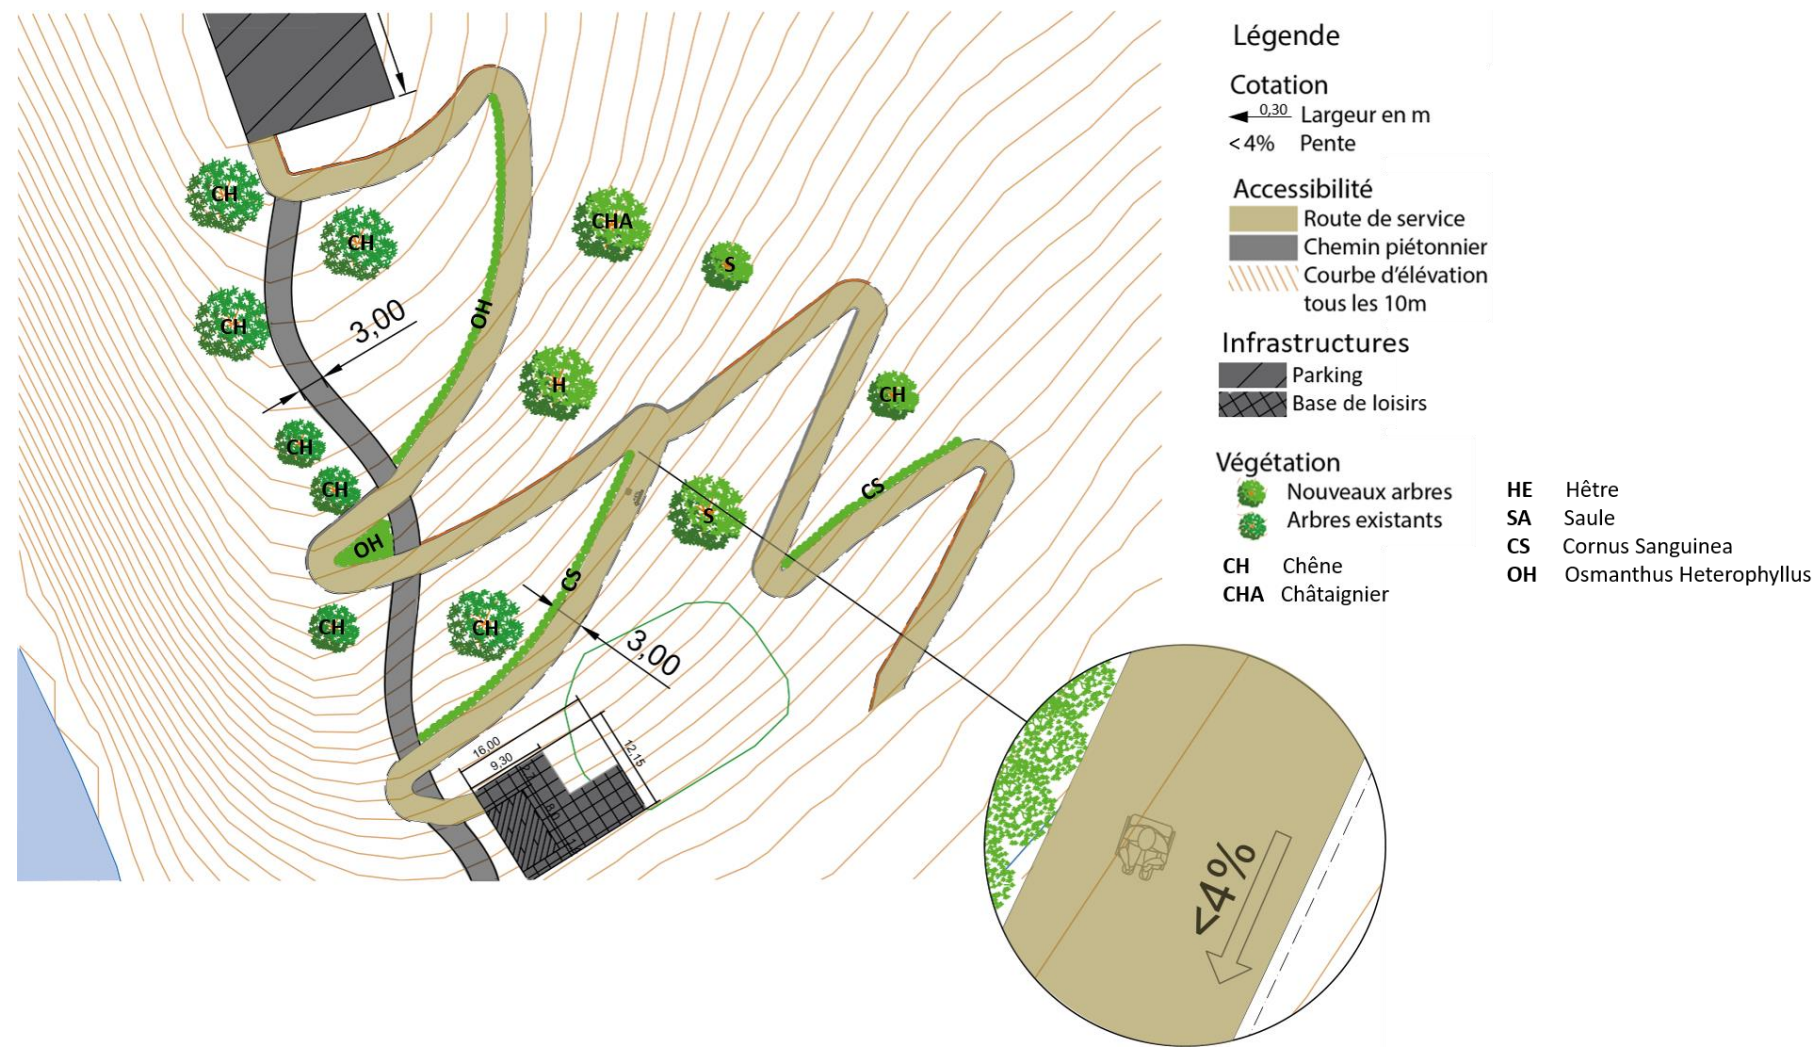 CH
CH
CHA
S
CH
3,00
OH
H
CH
CH
CH
CS
S
OH
CS
CH
CH
3,00
16,00
9,30
12,15
<4%
Légende
Cotation
0,30 Largeur en m
<4% Pente
Accessibilité
Route de service
Chemin piétonnier
Courbe d'élévation
tous les 10m
Infrastructures
Parking
Base de loisirs
Végétation
Nouveaux arbres
Arbres existants
CH Chêne
CHA Châtaignier
HE Hêtre
SA Saule
CS Cornus Sanguinea
OH Osmanthus Heterophyllus